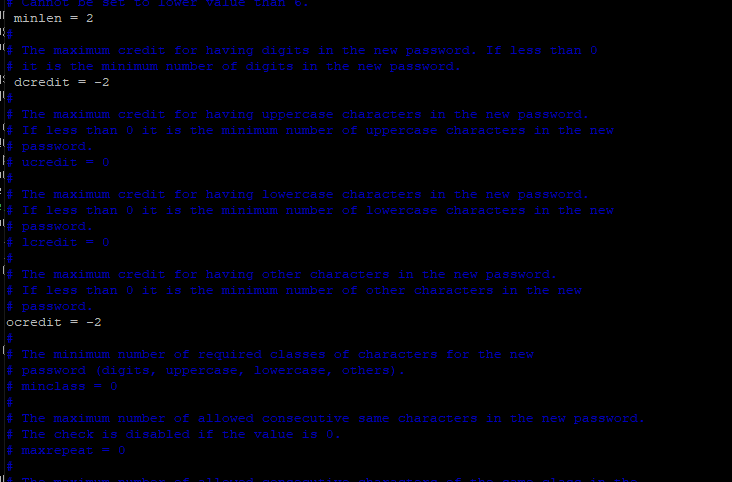 # Cannot be set to lower value than 6.
minlen = 2
#
# The maximum credit for having digits in the new password. If less than 0
# it is the minimum number of digits in the new password.
dcredit = -2
#
# The maximum credit for having uppercase characters in the new password.
# If less than 0 it is the minimum number of uppercase characters in the new
# password.
# ucredit = 0
#
# The maximum credit for having lowercase characters in the new password.
# If less than 0 it is the minimum number of lowercase characters in the new
# password.
# lcredit = 0
#
# The maximum credit for having other characters in the new password.
# If less than 0 it is the minimum number of other characters in the new
# password.
ocredit = -2
#
# The minimum number of required classes of characters for the new
# password (digits, uppercase, lowercase, others).
# minclass = 0
#
# The maximum number of allowed consecutive same characters in the new password.
# The check is disabled if the value is 0.
# maxrepeat = 0
#
# The maximum number of allowed consecutive characters of the same class in the